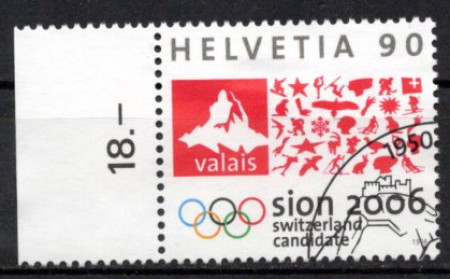 HELVETIA 90
18.–
valais
1950
sion 2006
switzerland
candidate